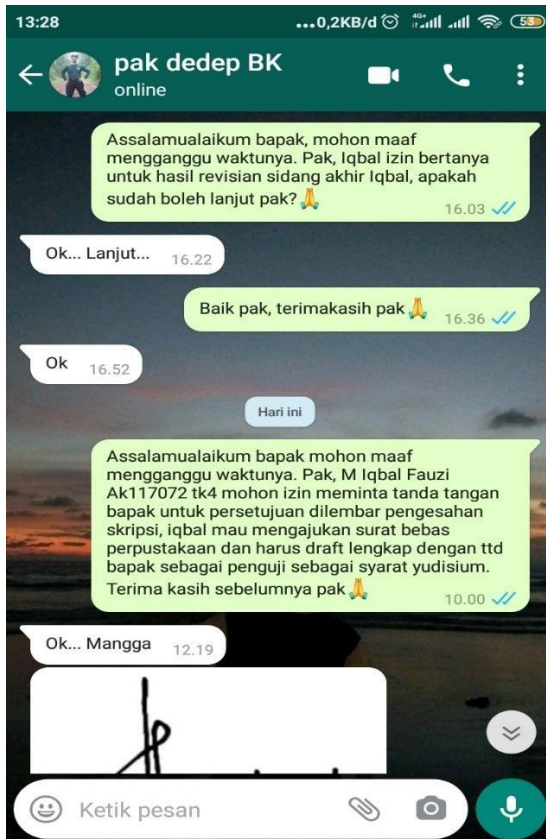 13:28
...0,2KB/d 4G+ 53
pak dedep BK
online
Assalamualaikum bapak, mohon maaf
mengganggu waktunya. Pak, Iqbal izin bertanya
untuk hasil revisian sidang akhir Iqbal, apakah
sudah boleh lanjut pak?🙏
16.03
Ok... Lanjut... 16.22
Baik pak, terimakasih pak🙏 16.36
Ok 16.52
Hari ini
Assalamualaikum bapak mohon maaf
mengganggu waktunya. Pak, M Iqbal Fauzi
Ak117072 tk4 mohon izin meminta tanda tangan
bapak untuk persetujuan dilembar pengesahan
skripsi, iqbal mau mengajukan surat bebas
perpustakaan dan harus draft lengkap dengan ttd
bapak sebagai penguji sebagai syarat yudisium.
Terima kasih sebelumnya pak🙏
10.00
Ok... Mangga 12.19
Ketik pesan